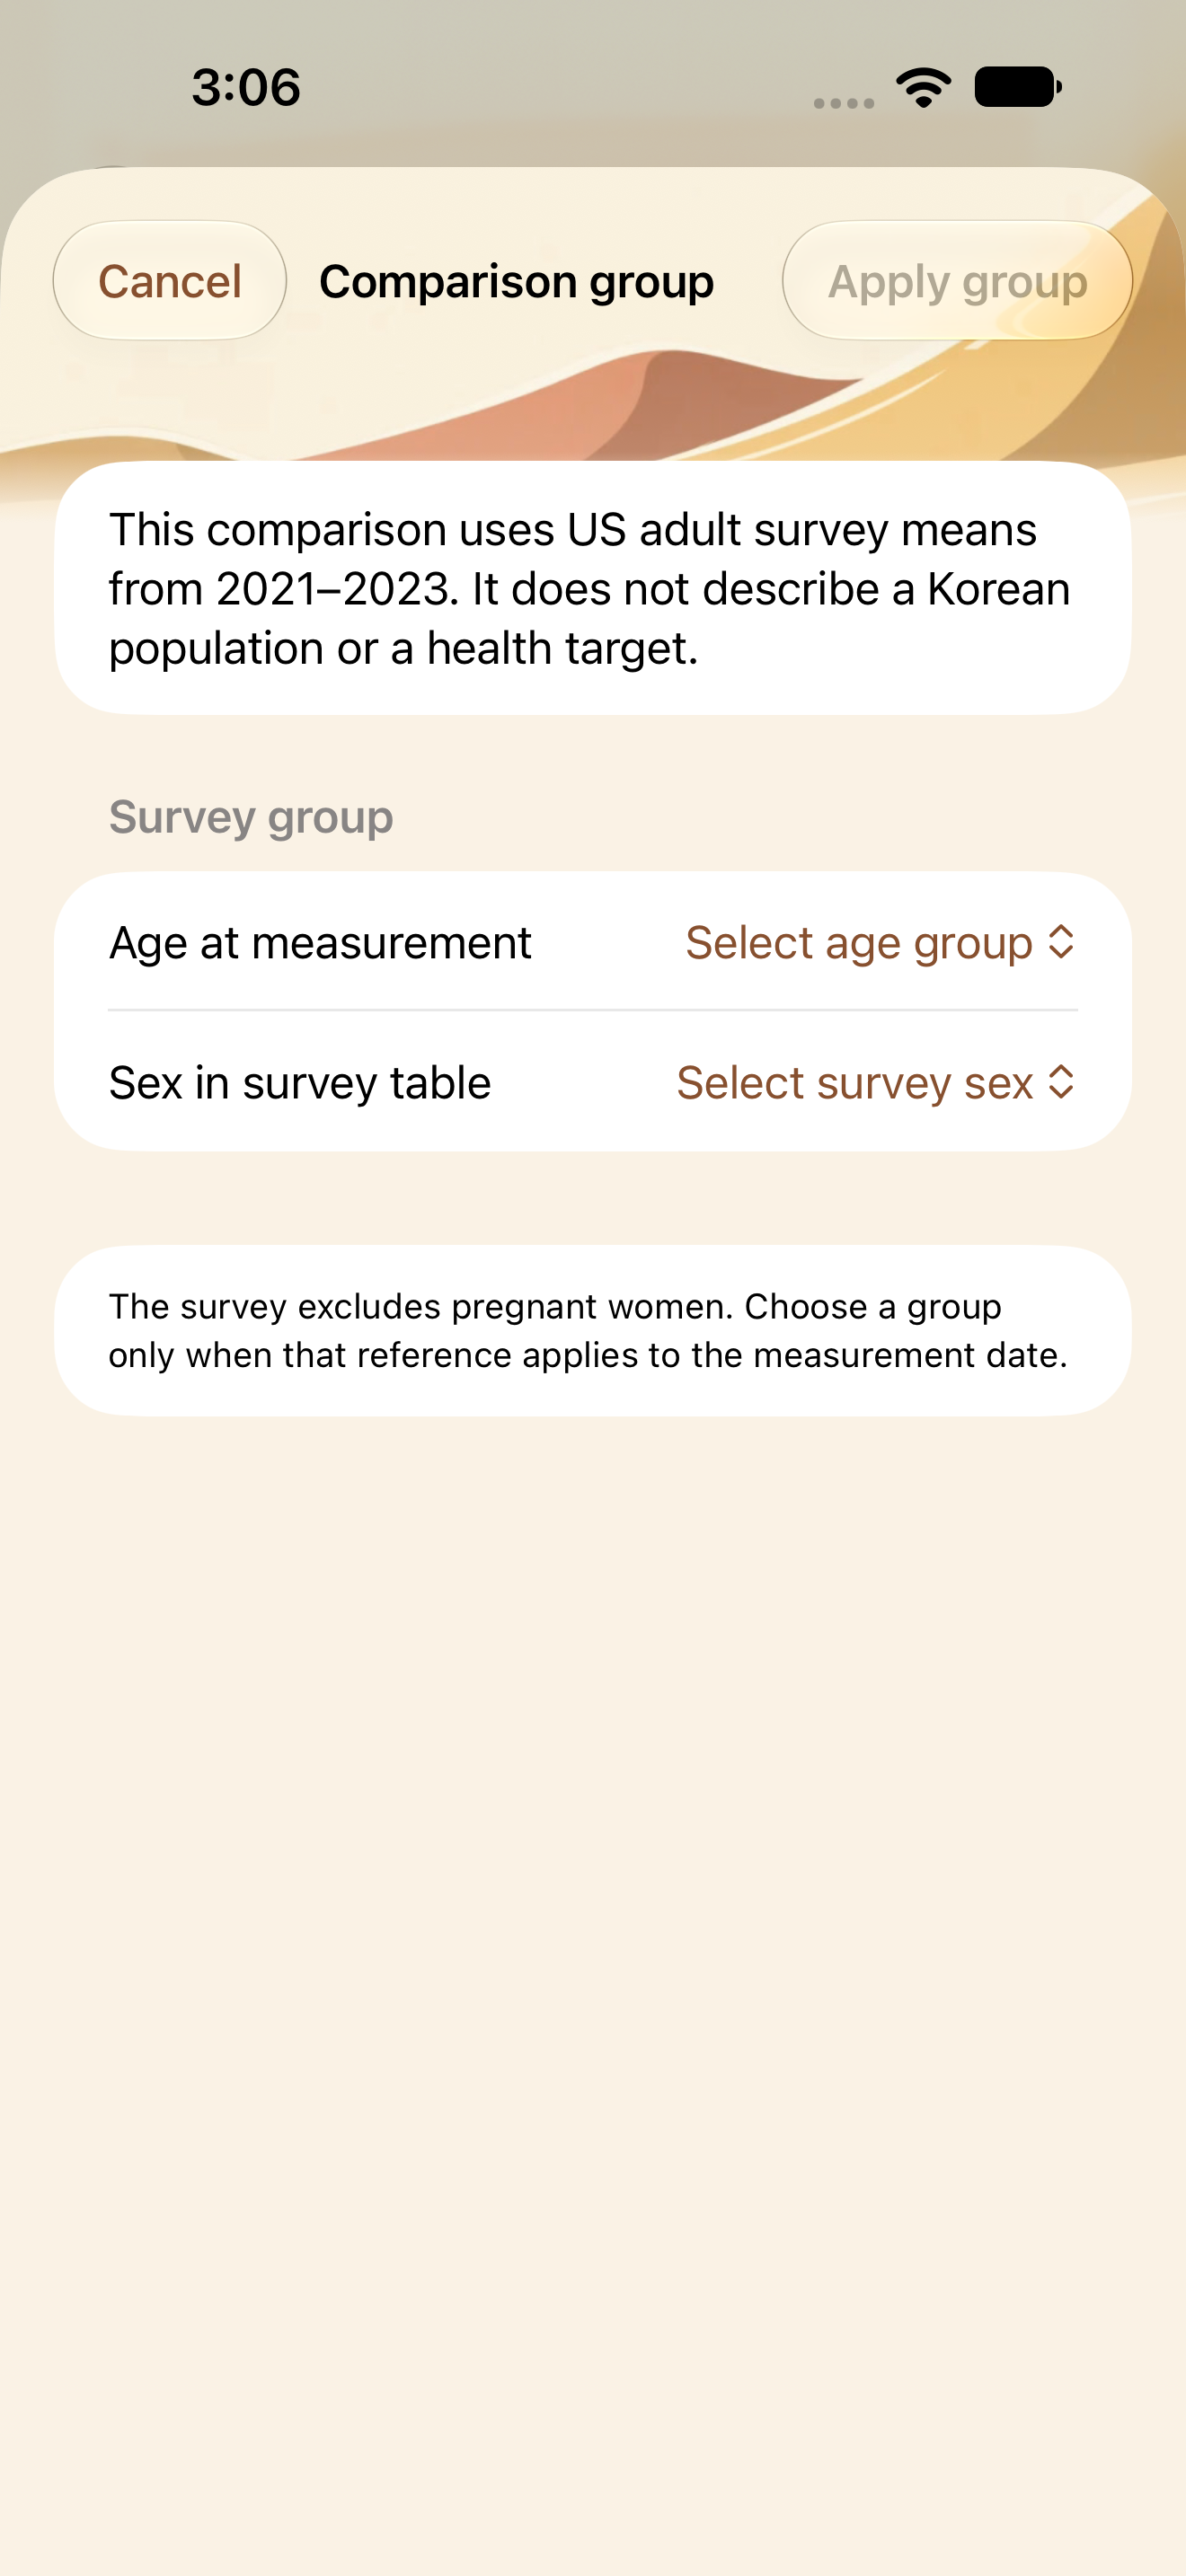 3:06
Cancel
Comparison group
Apply group
This comparison uses US adult survey means
from 2021–2023. It does not describe a Korean
population or a health target.
Survey group
Age at measurement
Select age group
Sex in survey table
Select survey sex
The survey excludes pregnant women. Choose a group
only when that reference applies to the measurement date.